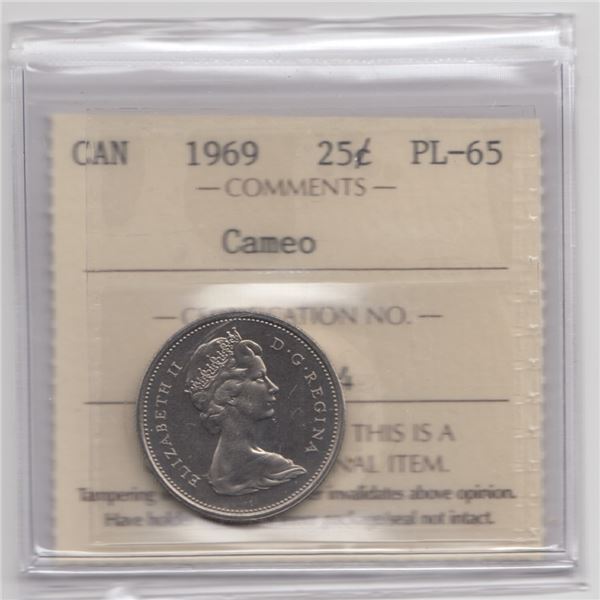 CAN 1969 25¢ PL-65
— COMMENTS —
Cameo
CATION NO. —
4
ELIZABETH II D·G·REGINA
THIS IS A
NAL ITEM.
Tampering invalidates above opinion.
Have seal not intact.